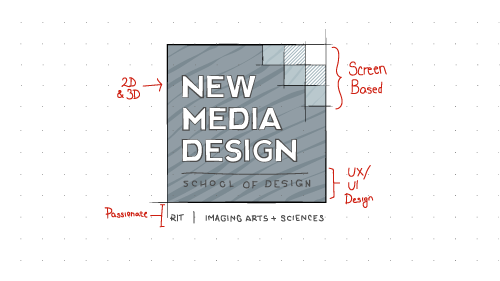 NEW
MEDIA
DESIGN
SCHOOL OF DESIGN
RIT | IMAGING ARTS + SCIENCES
2D
& 3D
Screen
Based
UX/
UI
Design
Passionate